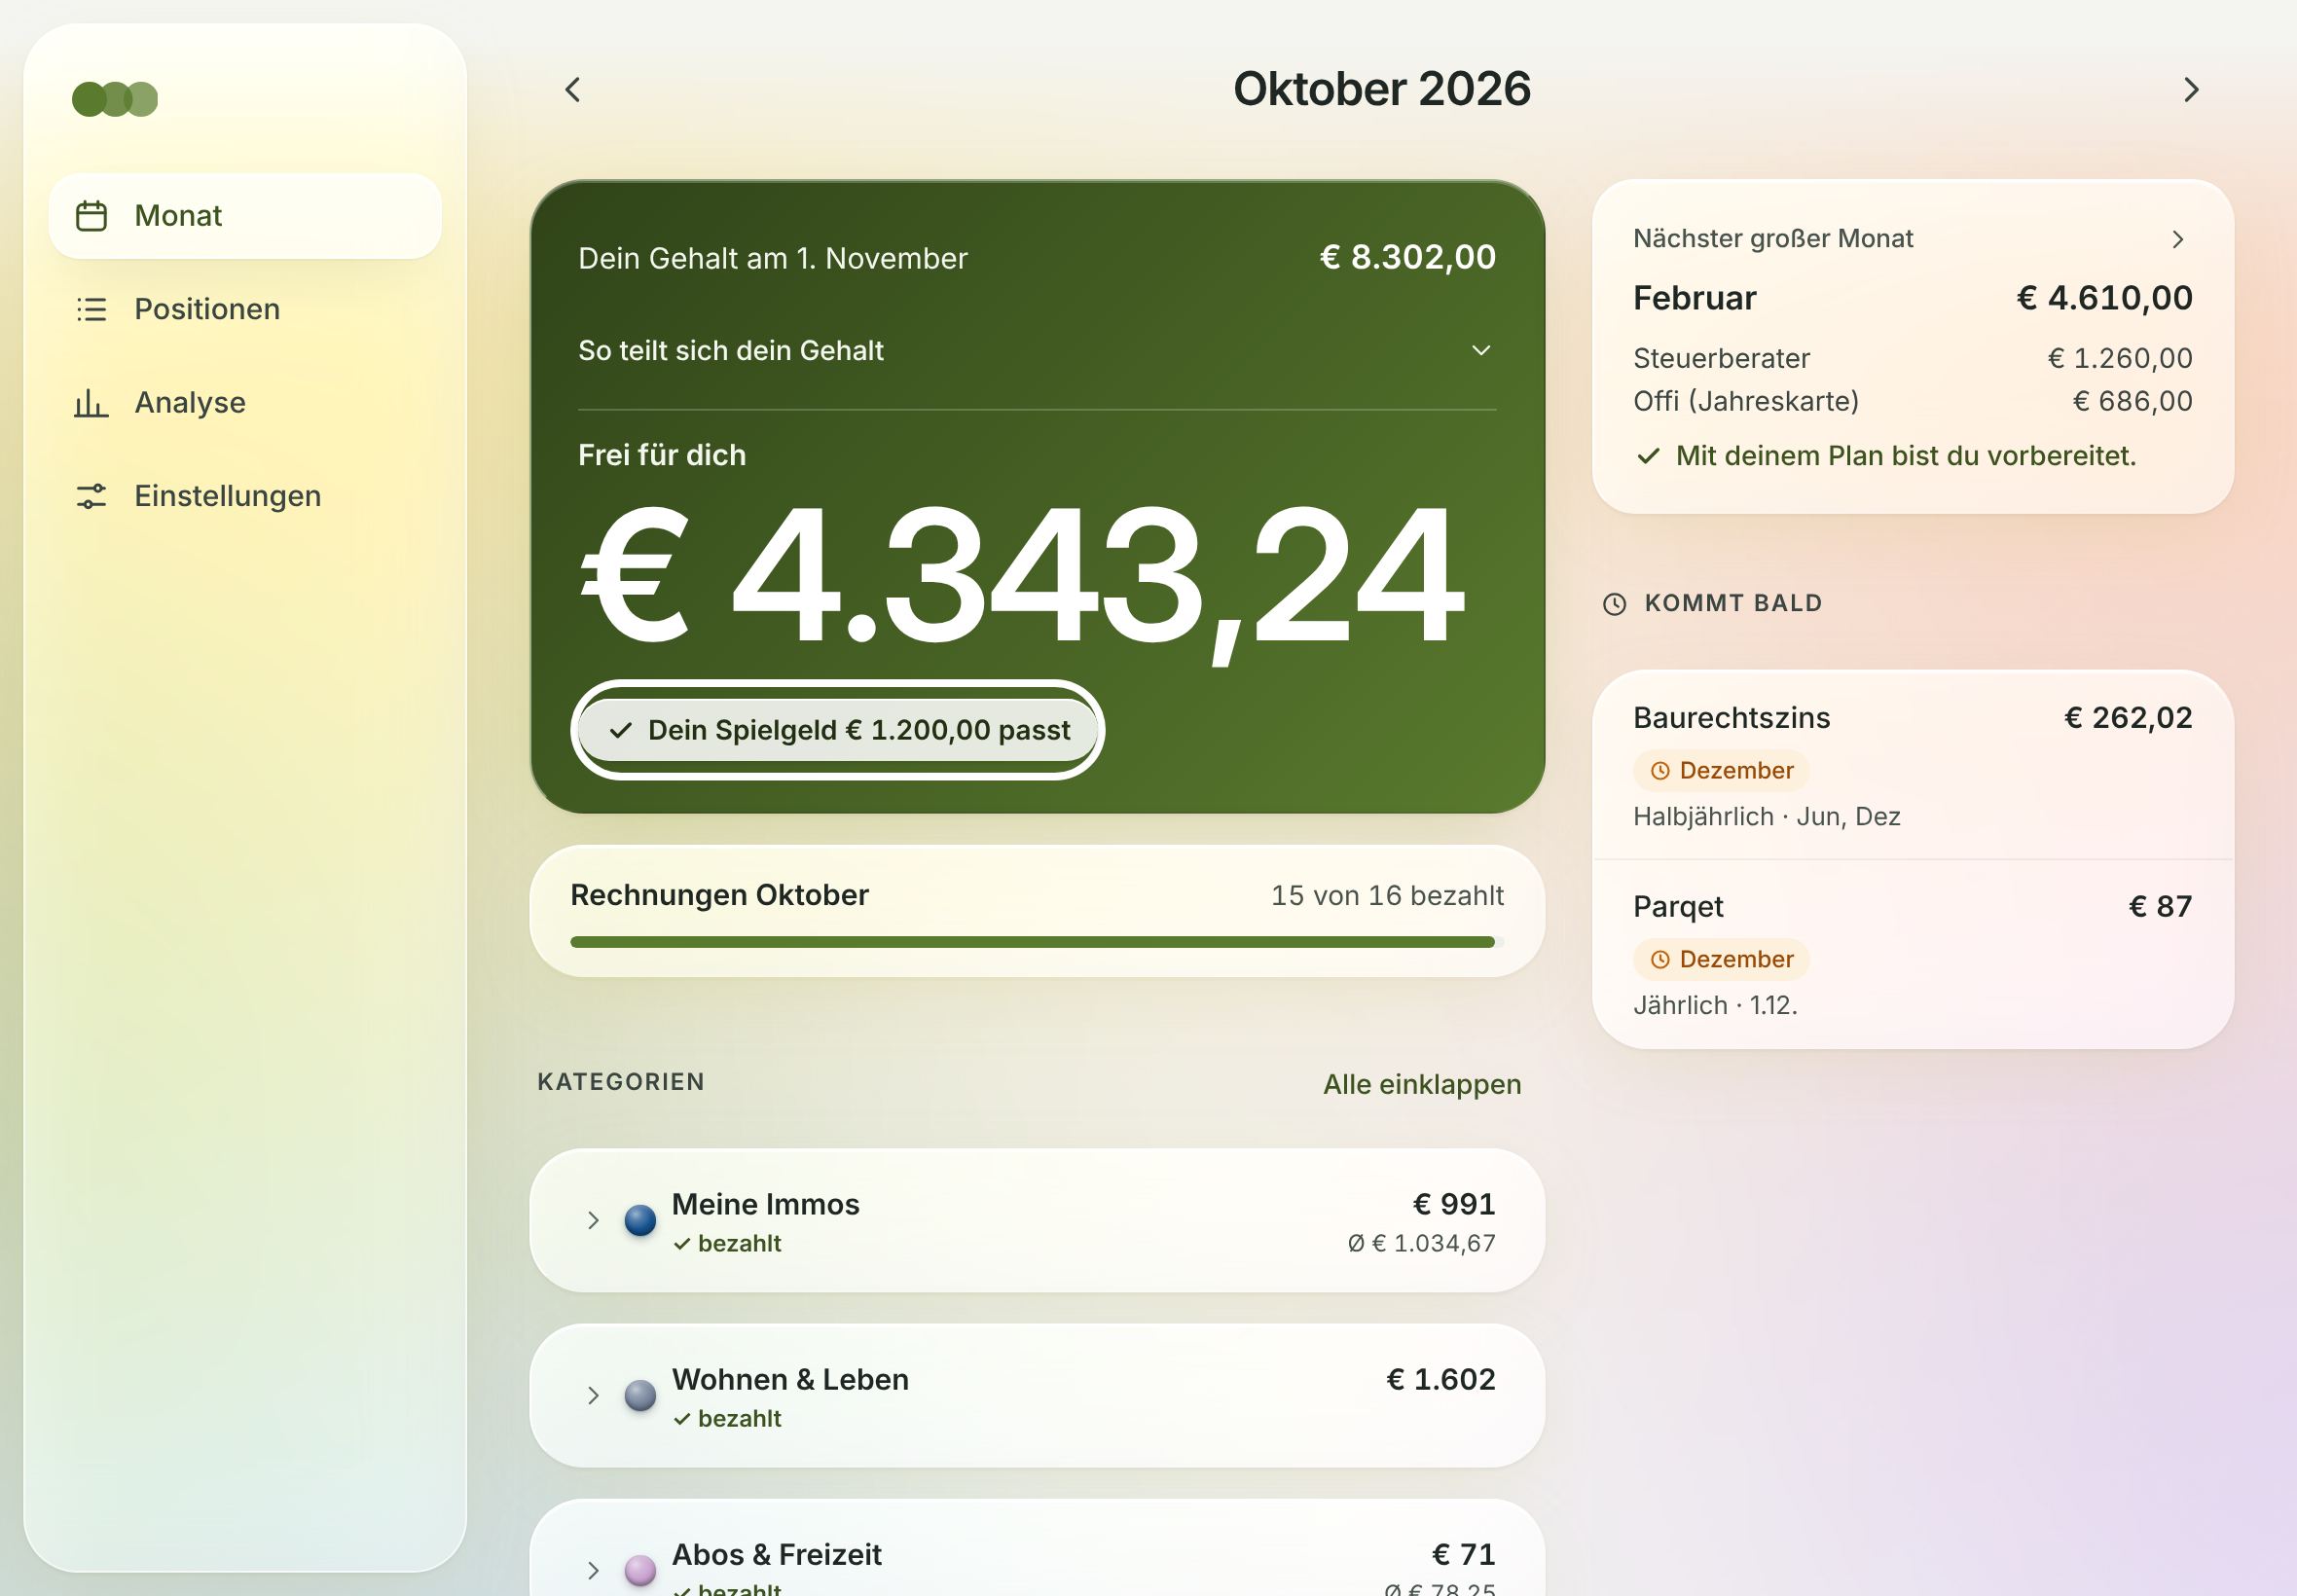 Monat
Positionen
Analyse
Einstellungen
Oktober 2026
Dein Gehalt am 1. November € 8.302,00
So teilt sich dein Gehalt
Frei für dich
€ 4.343,24
Dein Spielgeld € 1.200,00 passt
Rechnungen Oktober 15 von 16 bezahlt
KATEGORIEN Alle einklappen
Meine Immos € 991
bezahlt Ø € 1.034,67
Wohnen & Leben € 1.602
bezahlt
Abos & Freizeit € 71
bezahlt Ø € 78,25
Nächster großer Monat
Februar € 4.610,00
Steuerberater € 1.260,00
Offi (Jahreskarte) € 686,00
Mit deinem Plan bist du vorbereitet.
KOMMT BALD
Baurechtszins € 262,02
Dezember
Halbjährlich · Jun, Dez
Parqet € 87
Dezember
Jährlich · 1.12.